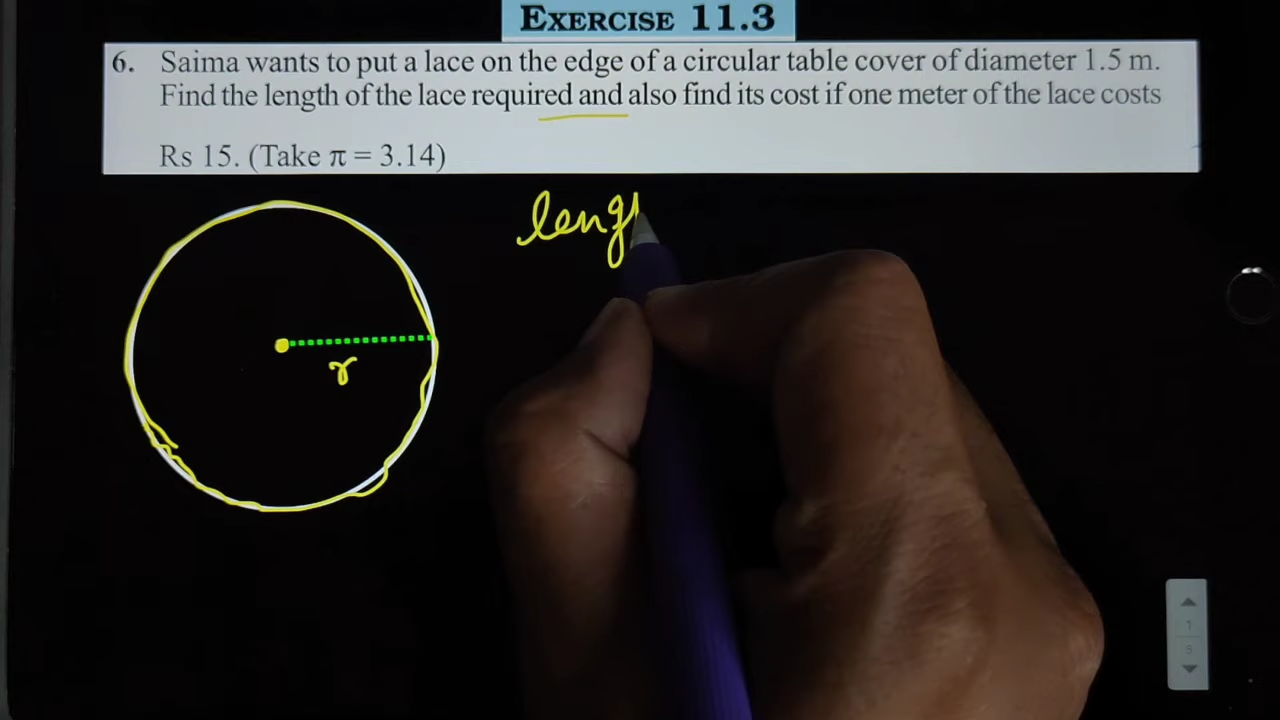 EXERCISE 11.3
6. Saima wants to put a lace on the edge of a circular table cover of diameter 1.5 m.
Find the length of the lace required and also find its cost if one meter of the lace costs
Rs 15. (Take π = 3.14)
leng
r
1
5